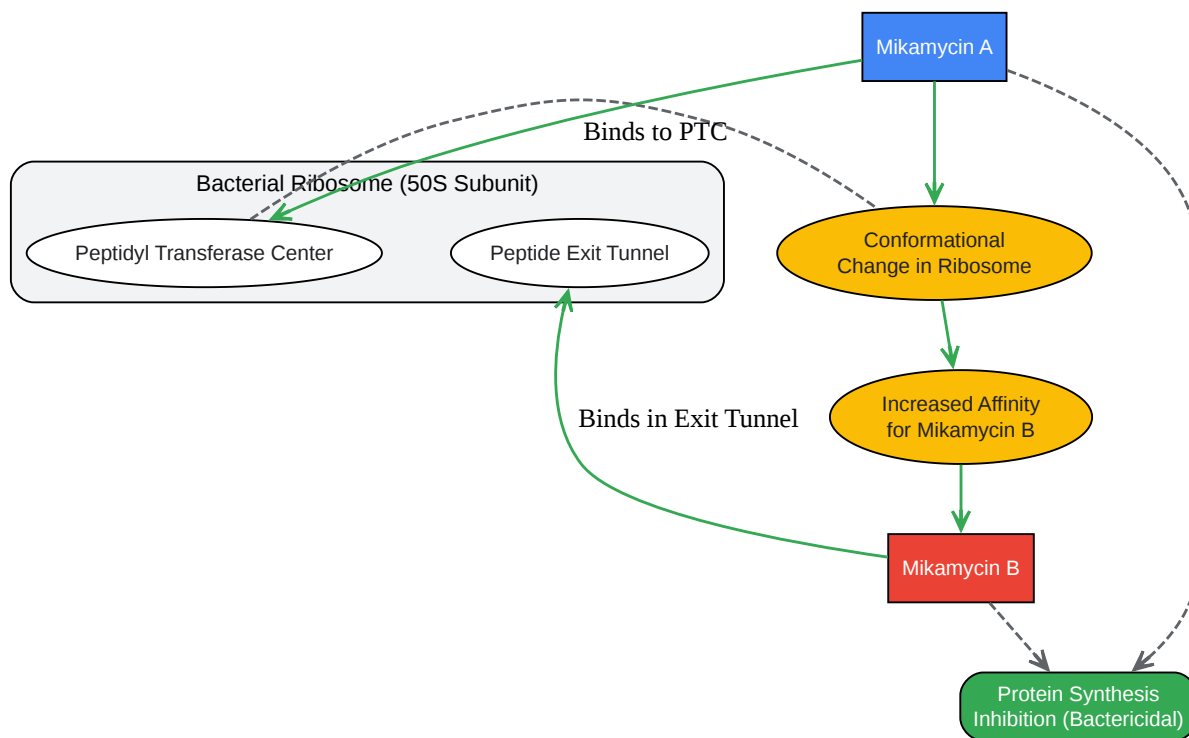 Mikamycin A
Binds to PTC
Bacterial Ribosome (50S Subunit)
Peptidyl Transferase Center
Peptide Exit Tunnel
Conformational
Change in Ribosome
Increased Affinity
for Mikamycin B
Binds in Exit Tunnel
Mikamycin B
Protein Synthesis
Inhibition (Bactericidal)